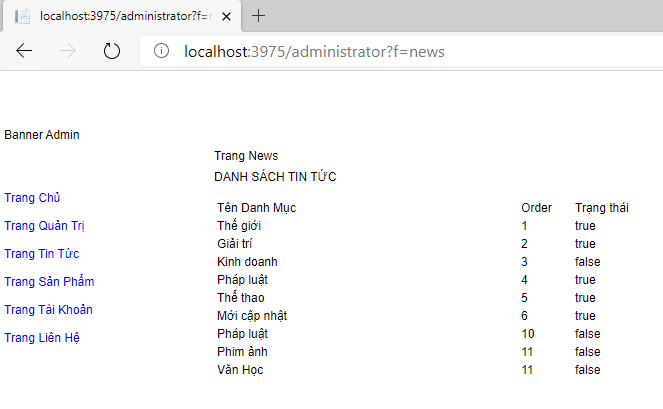 localhost:3975/administrator?f=n
localhost:3975/administrator?f=news
Banner Admin
Trang News
DANH SÁCH TIN TỨC
Trang Chủ
Trang Quản Trị
Trang Tin Tức
Trang Sản Phẩm
Trang Tài Khoản
Trang Liên Hệ
Tên Danh Mục Order Trạng thái
Thế giới 1 true
Giải trí 2 true
Kinh doanh 3 false
Pháp luật 4 true
Thể thao 5 true
Mới cập nhật 6 true
Pháp luật 10 false
Phim ảnh 11 false
Văn Học 11 false